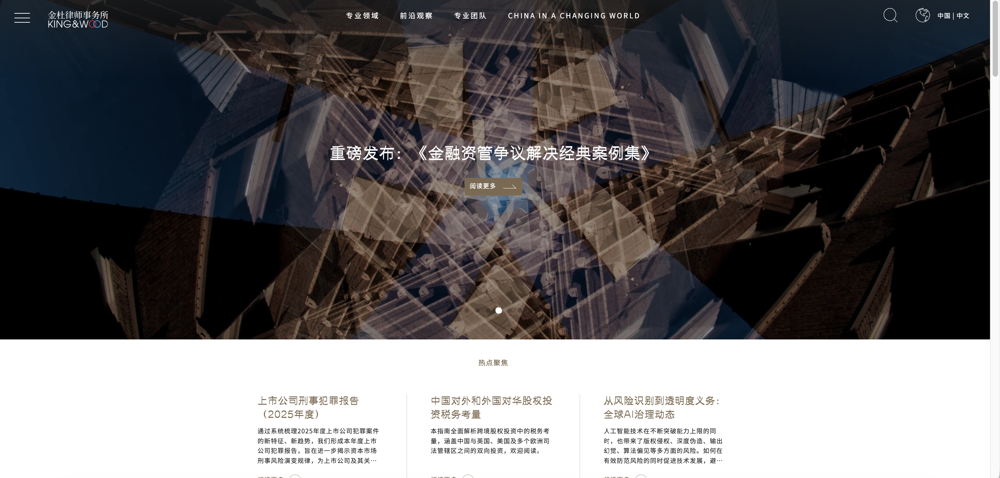 金杜律师事务所
KING&WOOD
专业领域 前沿观察 专业团队 CHINA IN A CHANGING WORLD
中国 | 中文
重磅发布：《金融资管争议解决经典案例集》
阅读更多
热点聚焦
上市公司刑事犯罪报告
（2025年度）
通过系统梳理2025年度上市公司犯罪案件
的新特征、新趋势，我们形成本年度上市
公司犯罪报告，旨在进一步揭示资本市场
刑事风险演变规律，为上市公司及其关…
中国对外和外国对华股权投
资税务考量
本指南全面解析跨境股权投资中的税务考
量，涵盖中国与英国、美国及多个欧洲司
法管辖区之间的双向投资，欢迎阅读。
从风险识别到透明度义务：
全球AI治理动态
人工智能技术在不断突破能力上限的同
时，也带来了版权侵权、深度伪造、输出
幻觉、算法偏见等多方面的风险。如何在
有效防范风险的同时促进技术发展，避…